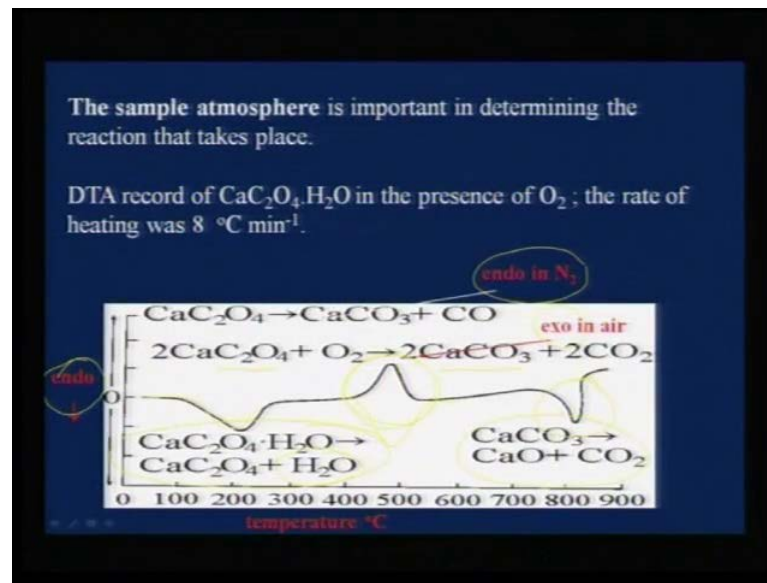 The sample atmosphere is important in determining the
reaction that takes place.
DTA record of CaC₂O₄.H₂O in the presence of O₂ ; the rate of
heating was 8 °C min⁻¹.
endo in N₂
CaC₂O₄→CaCO₃+ CO
exo in air
2CaC₂O₄+ O₂→2CaCO₃ +2CO₂
endo
0
CaC₂O₄·H₂O→
CaC₂O₄+ H₂O
CaCO₃→
CaO+ CO₂
0 100 200 300 400 500 600 700 800 900
temperature °C